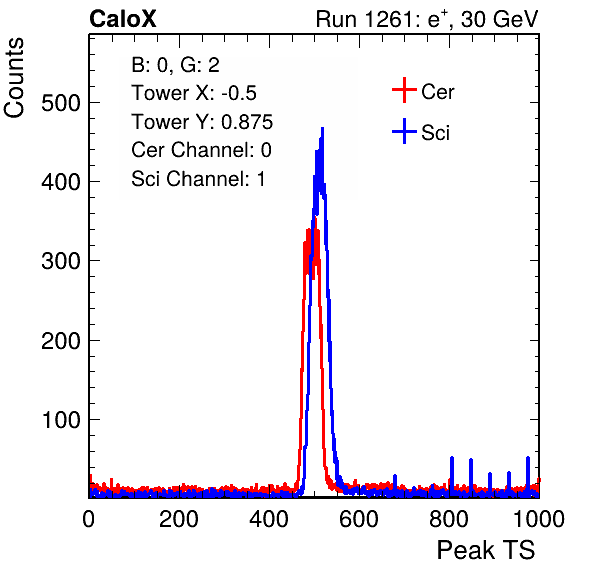 CaloX Run 1261: e⁺, 30 GeV
B: 0, G: 2
Tower X: -0.5
Tower Y: 0.875
Cer Channel: 0
Sci Channel: 1
Cer
Sci
Counts
500
400
300
200
100
0 200 400 600 800 1000
Peak TS